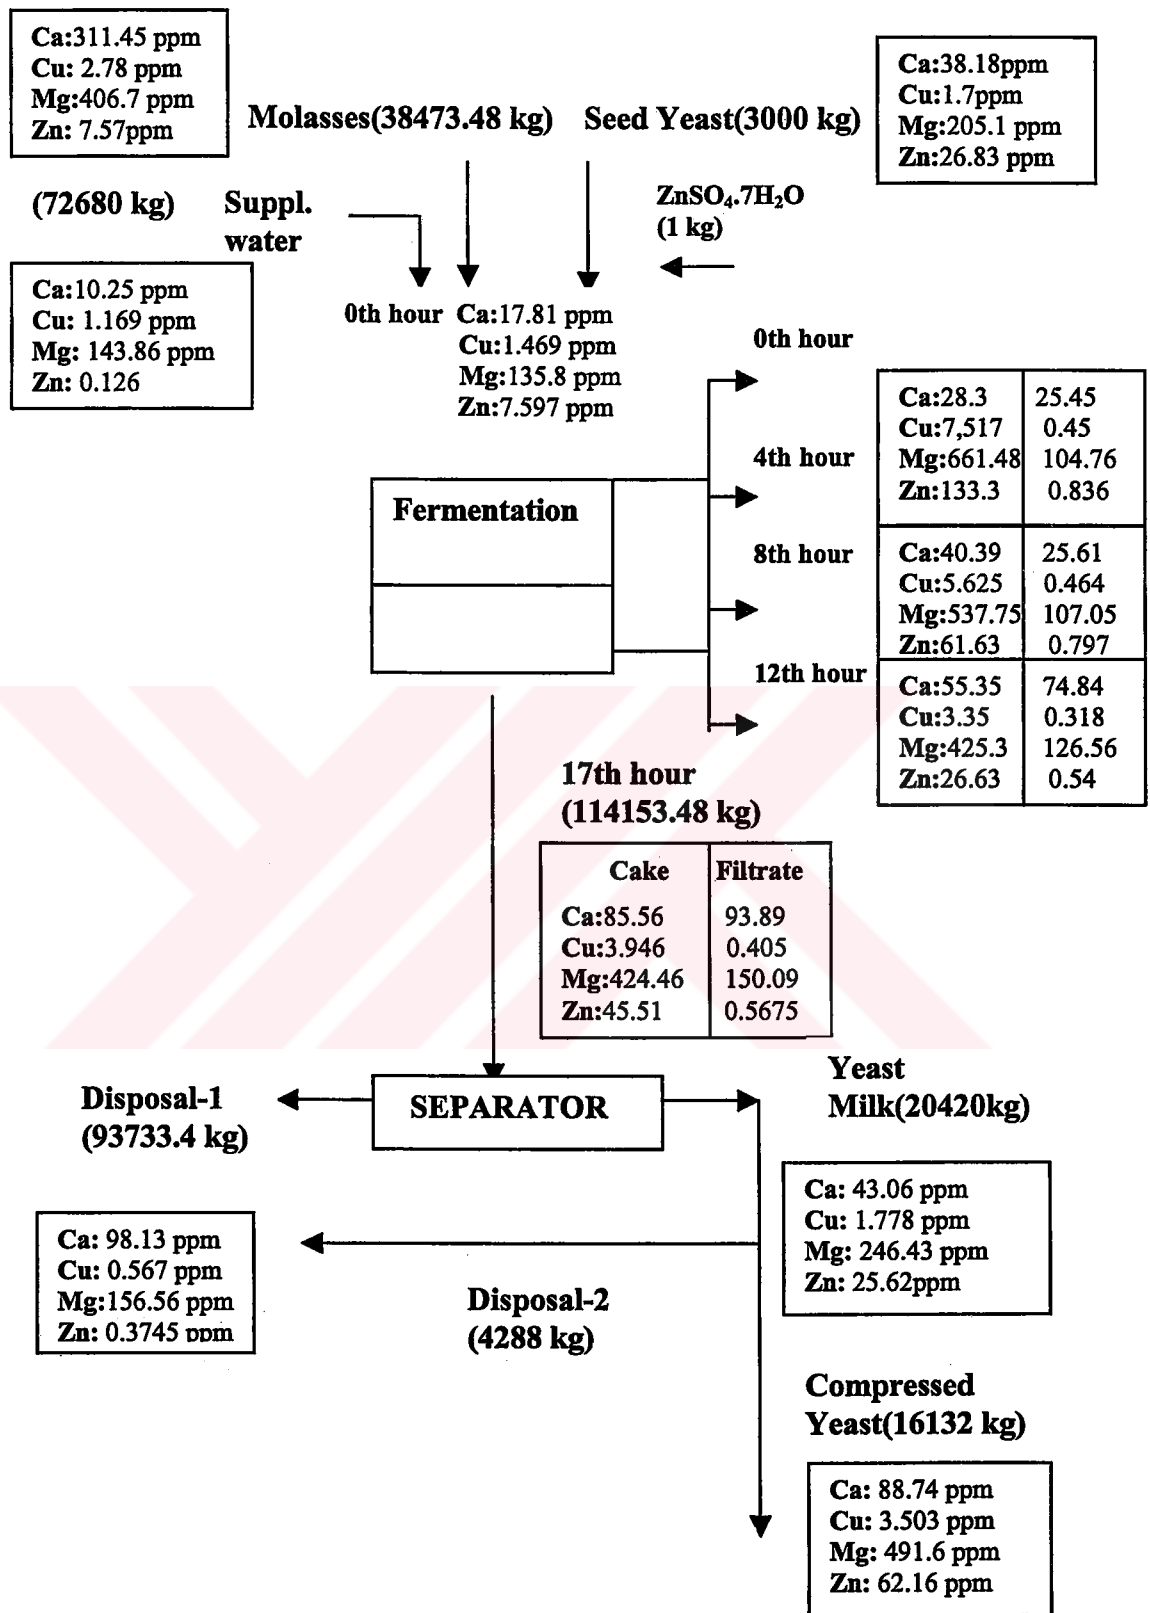 Ca:311.45 ppm
Cu: 2.78 ppm
Mg:406.7 ppm
Zn: 7.57ppm
Molasses(38473.48 kg)
Seed Yeast(3000 kg)
Ca:38.18ppm
Cu:1.7ppm
Mg:205.1 ppm
Zn:26.83 ppm
(72680 kg) Suppl.
water
ZnSO₄.7H₂O
(1 kg)
Ca:10.25 ppm
Cu: 1.169 ppm
Mg: 143.86 ppm
Zn: 0.126
0th hour Ca:17.81 ppm
Cu:1.469 ppm
Mg:135.8 ppm
Zn:7.597 ppm
0th hour
4th hour
8th hour
12th hour
Ca:28.3 25.45
Cu:7,517 0.45
Mg:661.48 104.76
Zn:133.3 0.836
Ca:40.39 25.61
Cu:5.625 0.464
Mg:537.75 107.05
Zn:61.63 0.797
Ca:55.35 74.84
Cu:3.35 0.318
Mg:425.3 126.56
Zn:26.63 0.54
Fermentation
17th hour
(114153.48 kg)
Cake Filtrate
Ca:85.56 93.89
Cu:3.946 0.405
Mg:424.46 150.09
Zn:45.51 0.5675
SEPARATOR
Disposal-1
(93733.4 kg)
Yeast
Milk(20420kg)
Ca: 43.06 ppm
Cu: 1.778 ppm
Mg: 246.43 ppm
Zn: 25.62ppm
Ca: 98.13 ppm
Cu: 0.567 ppm
Mg:156.56 ppm
Zn: 0.3745 ppm
Disposal-2
(4288 kg)
Compressed
Yeast(16132 kg)
Ca: 88.74 ppm
Cu: 3.503 ppm
Mg: 491.6 ppm
Zn: 62.16 ppm